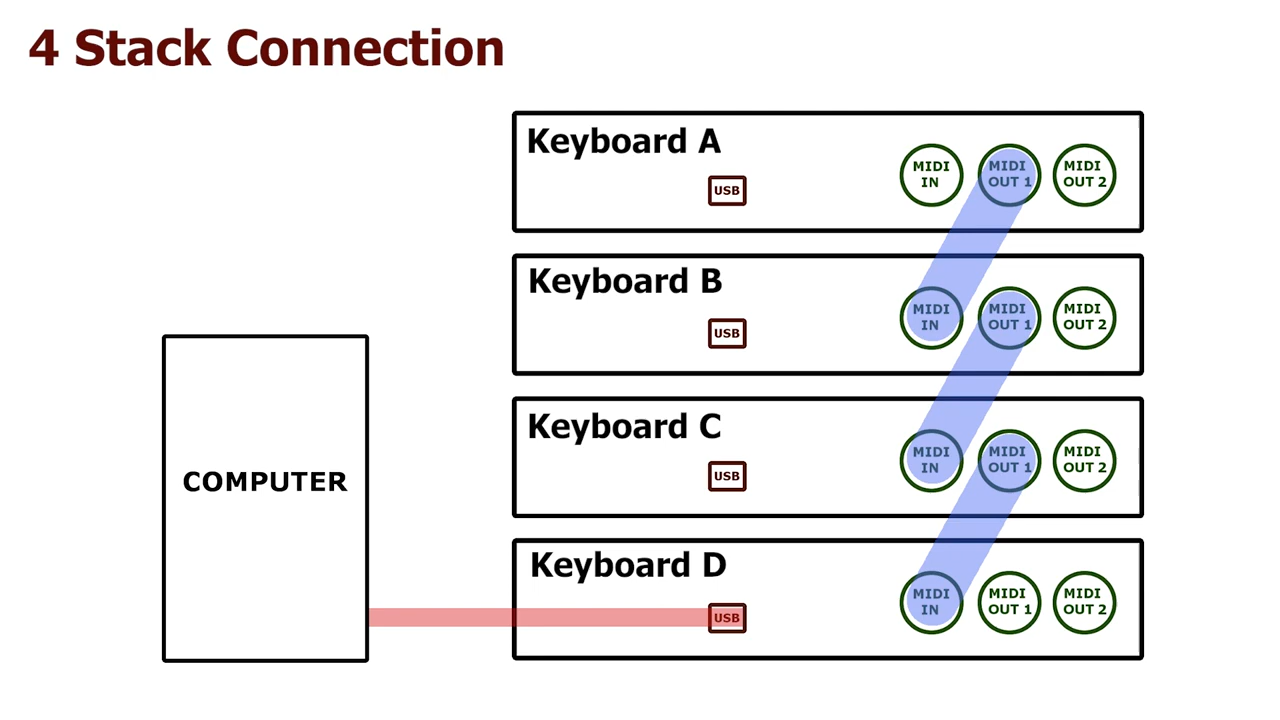 4 Stack Connection
Keyboard A
USB
MIDI IN
MIDI OUT 1
MIDI OUT 2
Keyboard B
USB
MIDI IN
MIDI OUT 1
MIDI OUT 2
Keyboard C
USB
MIDI IN
MIDI OUT 1
MIDI OUT 2
COMPUTER
Keyboard D
USB
MIDI IN
MIDI OUT 1
MIDI OUT 2